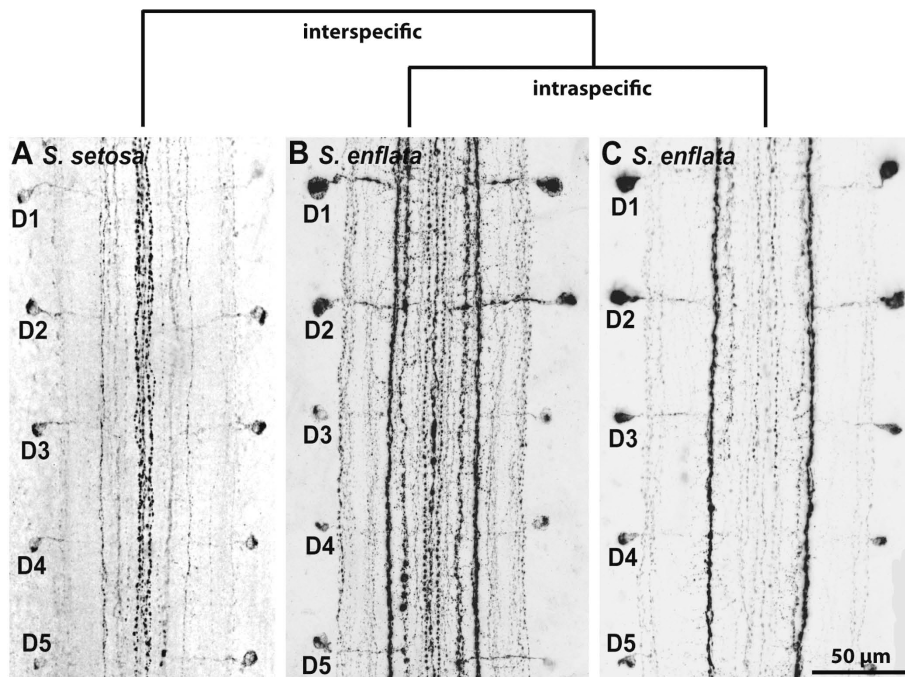 interspecific
intraspecific
A S. setosa
B S. enflata
C S. enflata
D1
D1
D1
D2
D2
D2
D3
D3
D3
D4
D4
D4
D5
D5
D5
50 µm